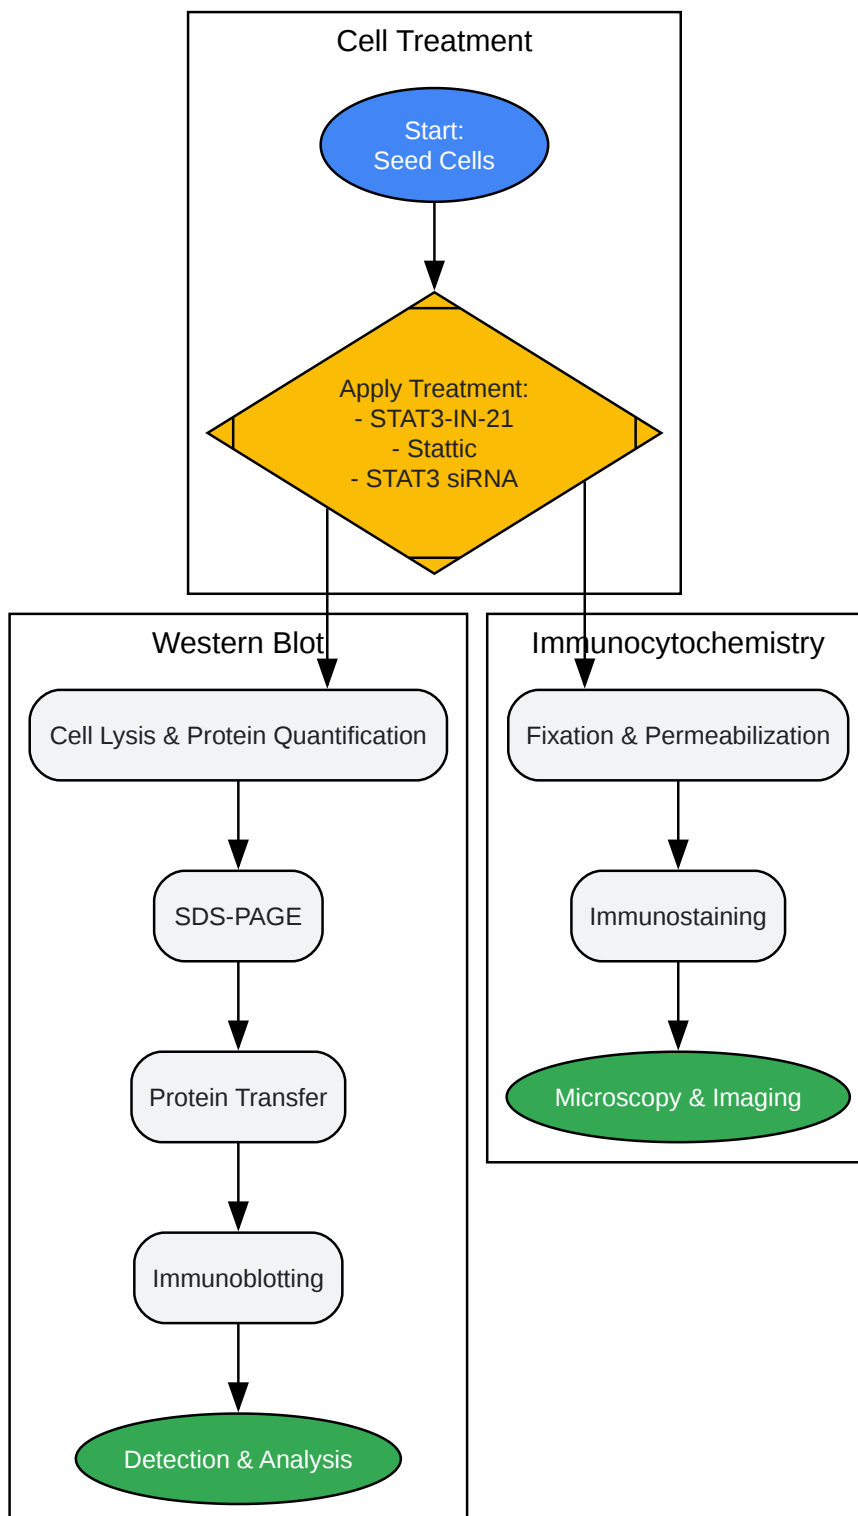 Cell Treatment
Start:
Seed Cells
Apply Treatment:
- STAT3-IN-21
- Stattic
- STAT3 siRNA
Western Blot
Cell Lysis & Protein Quantification
SDS-PAGE
Protein Transfer
Immunoblotting
Detection & Analysis
Immunocytochemistry
Fixation & Permeabilization
Immunostaining
Microscopy & Imaging